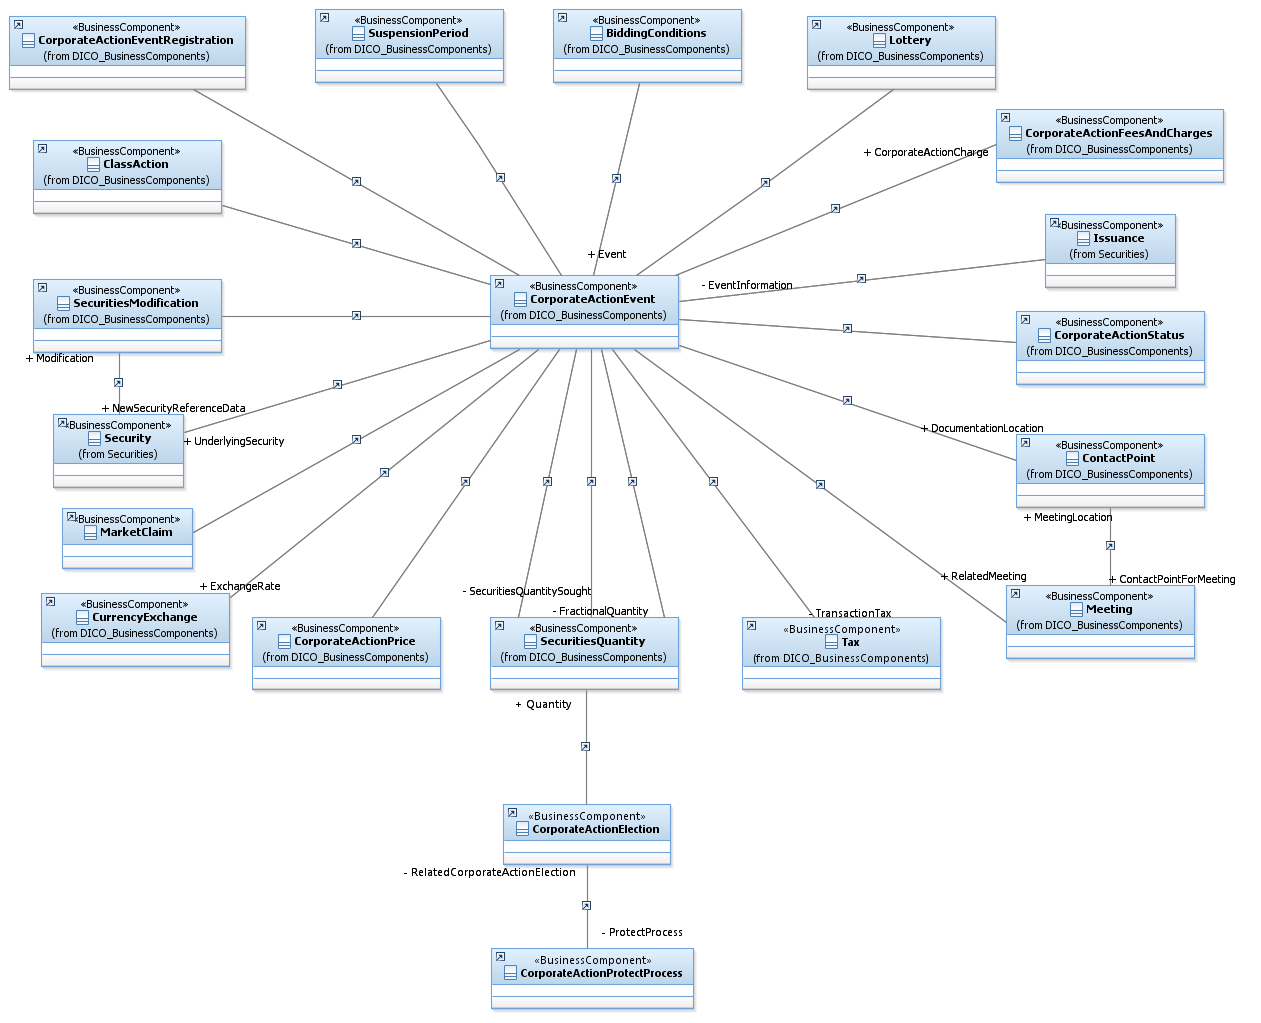 «BusinessComponent»
CorporateActionEventRegistration
(from DICO_BusinessComponents)
«BusinessComponent»
SuspensionPeriod
(from DICO_BusinessComponents)
«BusinessComponent»
BiddingConditions
(from DICO_BusinessComponents)
«BusinessComponent»
Lottery
(from DICO_BusinessComponents)
«BusinessComponent»
CorporateActionFeesAndCharges
(from DICO_BusinessComponents)
+ CorporateActionCharge
«BusinessComponent»
ClassAction
(from DICO_BusinessComponents)
«BusinessComponent»
Issuance
(from Securities)
+ Event
- EventInformation
«BusinessComponent»
CorporateActionEvent
(from DICO_BusinessComponents)
«BusinessComponent»
SecuritiesModification
(from DICO_BusinessComponents)
+ Modification
«BusinessComponent»
CorporateActionStatus
(from DICO_BusinessComponents)
+ NewSecurityReferenceData
«BusinessComponent»
Security
(from Securities)
+ UnderlyingSecurity
+ DocumentationLocation
«BusinessComponent»
ContactPoint
(from DICO_BusinessComponents)
+ MeetingLocation
«BusinessComponent»
MarketClaim
+ ExchangeRate
«BusinessComponent»
CurrencyExchange
(from DICO_BusinessComponents)
- SecuritiesQuantitySought
- FractionalQuantity
- TransactionTax
+ RelatedMeeting
+ ContactPointForMeeting
«BusinessComponent»
Meeting
(from DICO_BusinessComponents)
«BusinessComponent»
CorporateActionPrice
(from DICO_BusinessComponents)
«BusinessComponent»
SecuritiesQuantity
(from DICO_BusinessComponents)
«BusinessComponent»
Tax
(from DICO_BusinessComponents)
+ Quantity
«BusinessComponent»
CorporateActionElection
- RelatedCorporateActionElection
- ProtectProcess
«BusinessComponent»
CorporateActionProtectProcess